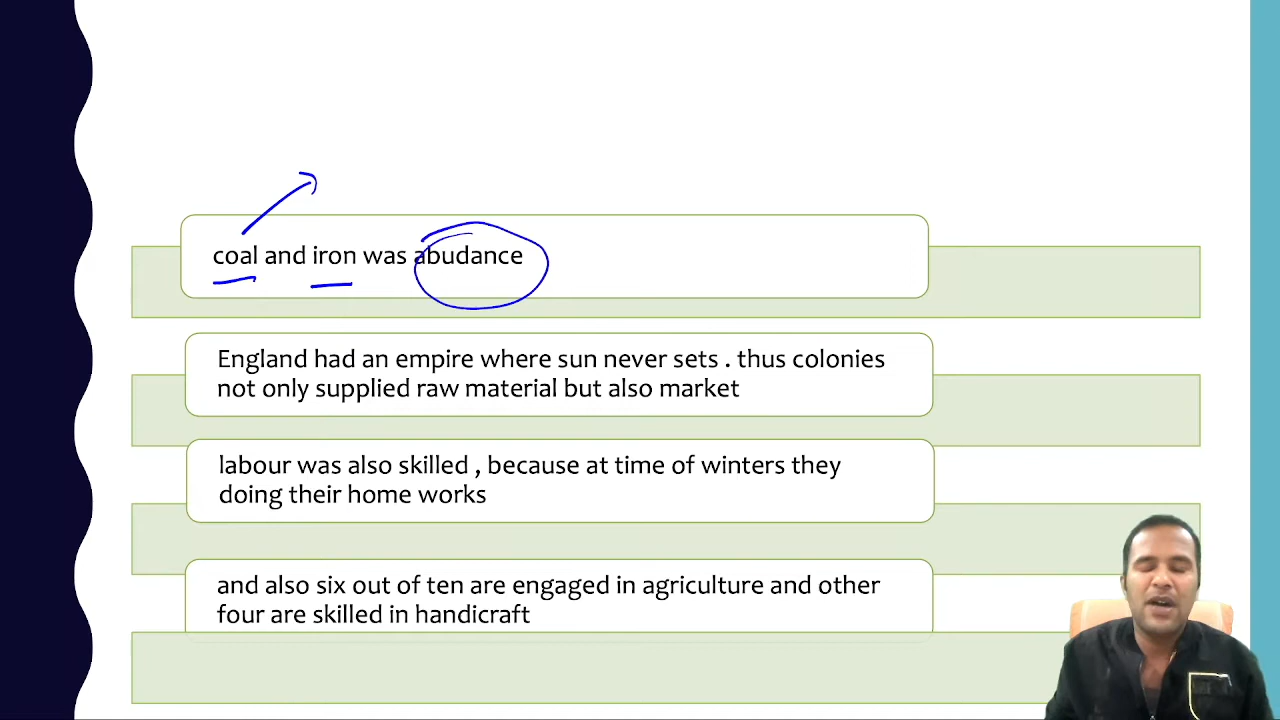 coal and iron was abudance
England had an empire where sun never sets . thus colonies
not only supplied raw material but also market
labour was also skilled , because at time of winters they
doing their home works
and also six out of ten are engaged in agriculture and other
four are skilled in handicraft